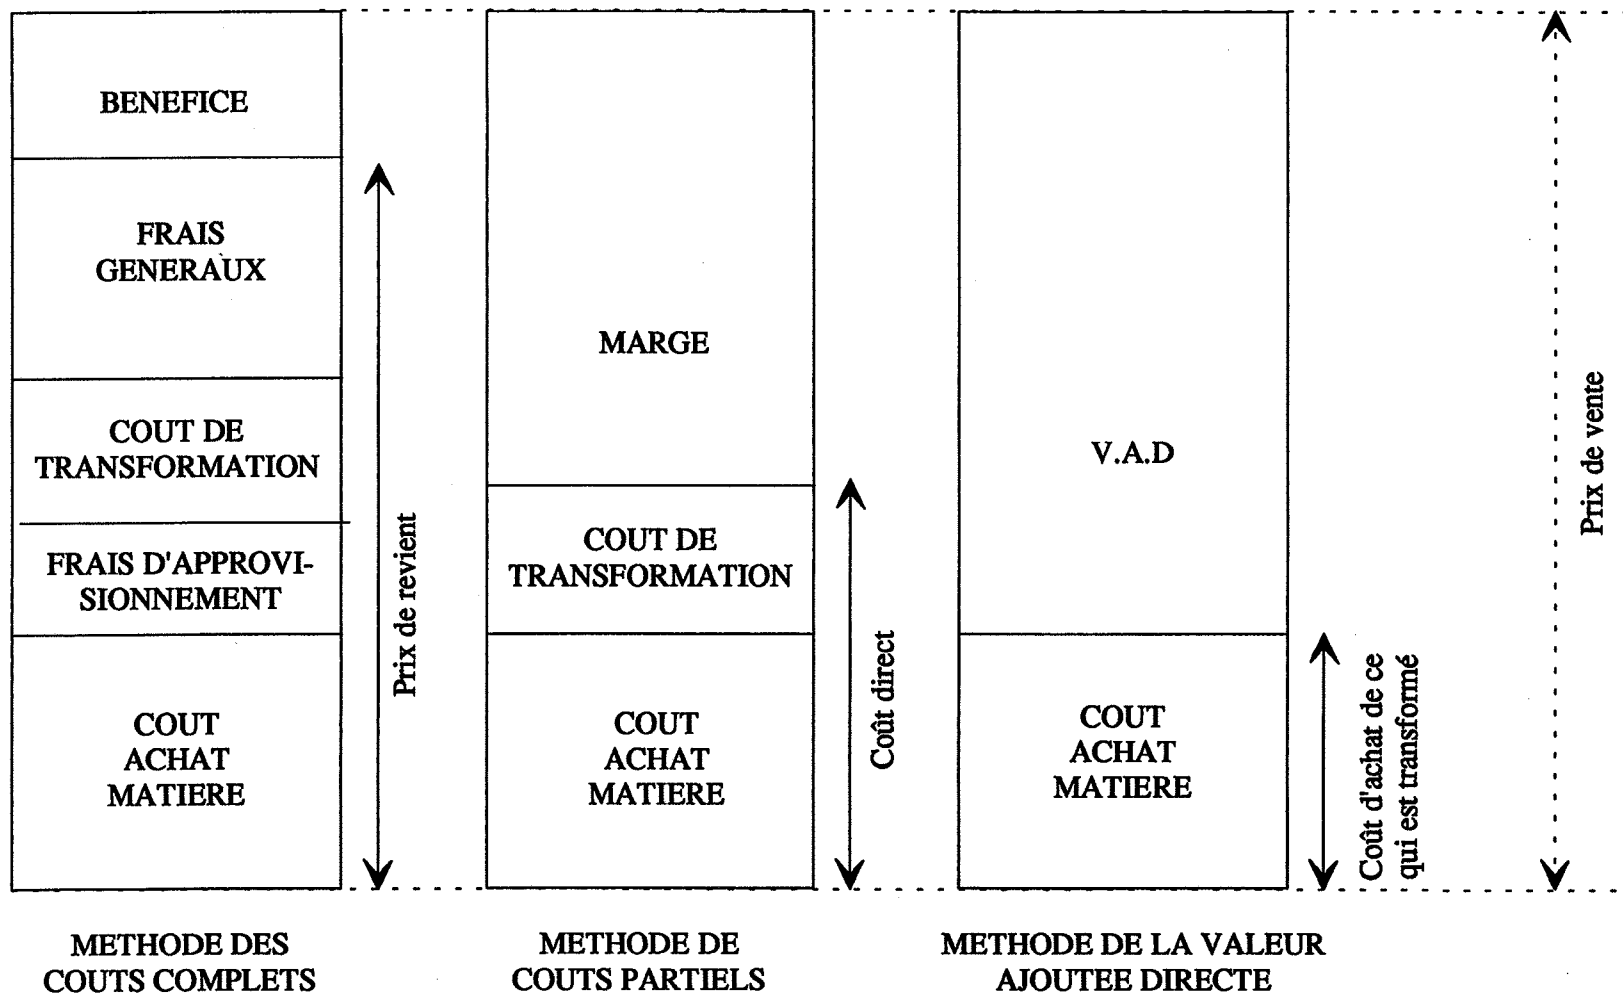 BENEFICE
FRAIS
GENERAUX
COUT DE
TRANSFORMATION
FRAIS D'APPROVI-
SIONNEMENT
COUT
ACHAT
MATIERE
Prix de revient
METHODE DES
COUTS COMPLETS
MARGE
COUT DE
TRANSFORMATION
COUT
ACHAT
MATIERE
Coût direct
METHODE DE
COUTS PARTIELS
V.A.D
COUT
ACHAT
MATIERE
Coût d'achat de ce
qui est transformé
METHODE DE LA VALEUR
AJOUTEE DIRECTE
Prix de vente